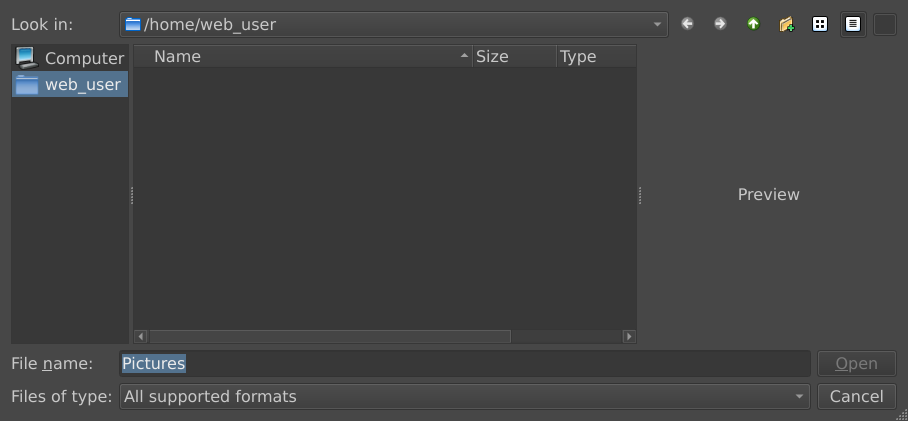 Look in: /home/web_user
Computer
web_user
Name Size Type
Preview
File name: Pictures Open
Files of type: All supported formats Cancel